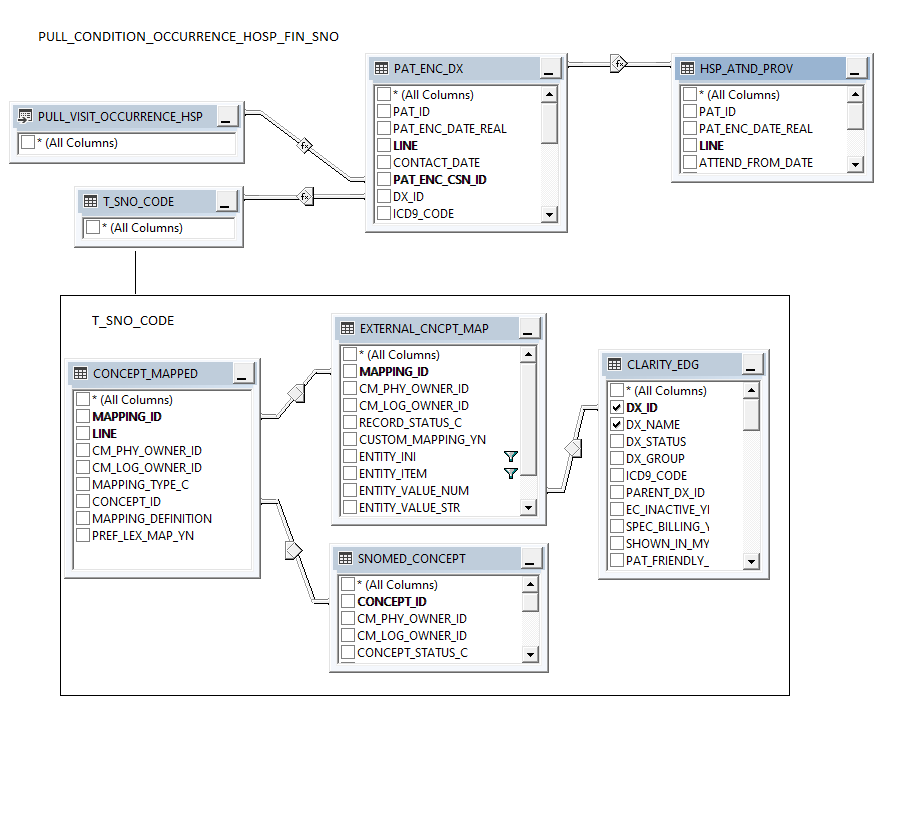 PULL_CONDITION_OCCURRENCE_HOSP_FIN_SNO
PAT_ENC_DX
* (All Columns)
PAT_ID
PAT_ENC_DATE_REAL
LINE
CONTACT_DATE
PAT_ENC_CSN_ID
DX_ID
ICD9_CODE
HSP_ATND_PROV
* (All Columns)
PAT_ID
PAT_ENC_DATE_REAL
LINE
ATTEND_FROM_DATE
PULL_VISIT_OCCURRENCE_HSP
* (All Columns)
T_SNO_CODE
* (All Columns)
T_SNO_CODE
CONCEPT_MAPPED
* (All Columns)
MAPPING_ID
LINE
CM_PHY_OWNER_ID
CM_LOG_OWNER_ID
MAPPING_TYPE_C
CONCEPT_ID
MAPPING_DEFINITION
PREF_LEX_MAP_YN
EXTERNAL_CNCPT_MAP
* (All Columns)
MAPPING_ID
CM_PHY_OWNER_ID
CM_LOG_OWNER_ID
RECORD_STATUS_C
CUSTOM_MAPPING_YN
ENTITY_INI
ENTITY_ITEM
ENTITY_VALUE_NUM
ENTITY_VALUE_STR
CLARITY_EDG
* (All Columns)
DX_ID
DX_NAME
DX_STATUS
DX_GROUP
ICD9_CODE
PARENT_DX_ID
EC_INACTIVE_YI
SPEC_BILLING_Y
SHOWN_IN_MY
PAT_FRIENDLY_
SNOMED_CONCEPT
* (All Columns)
CONCEPT_ID
CM_PHY_OWNER_ID
CM_LOG_OWNER_ID
CONCEPT_STATUS_C